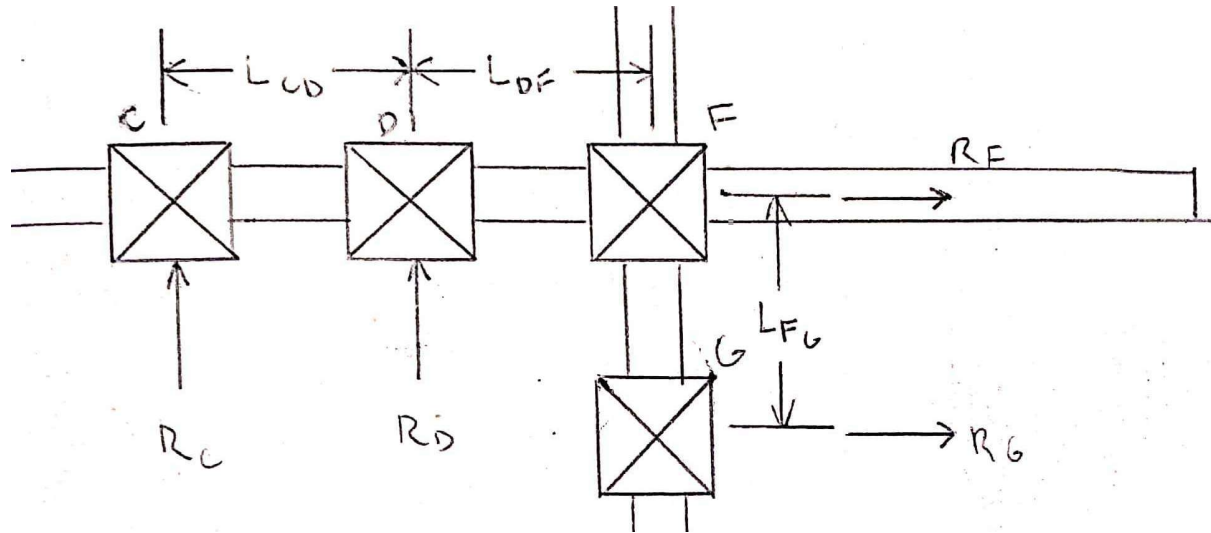 L_CD L_DF
C D F
R_F
L_FG
G
R_C R_D R_G